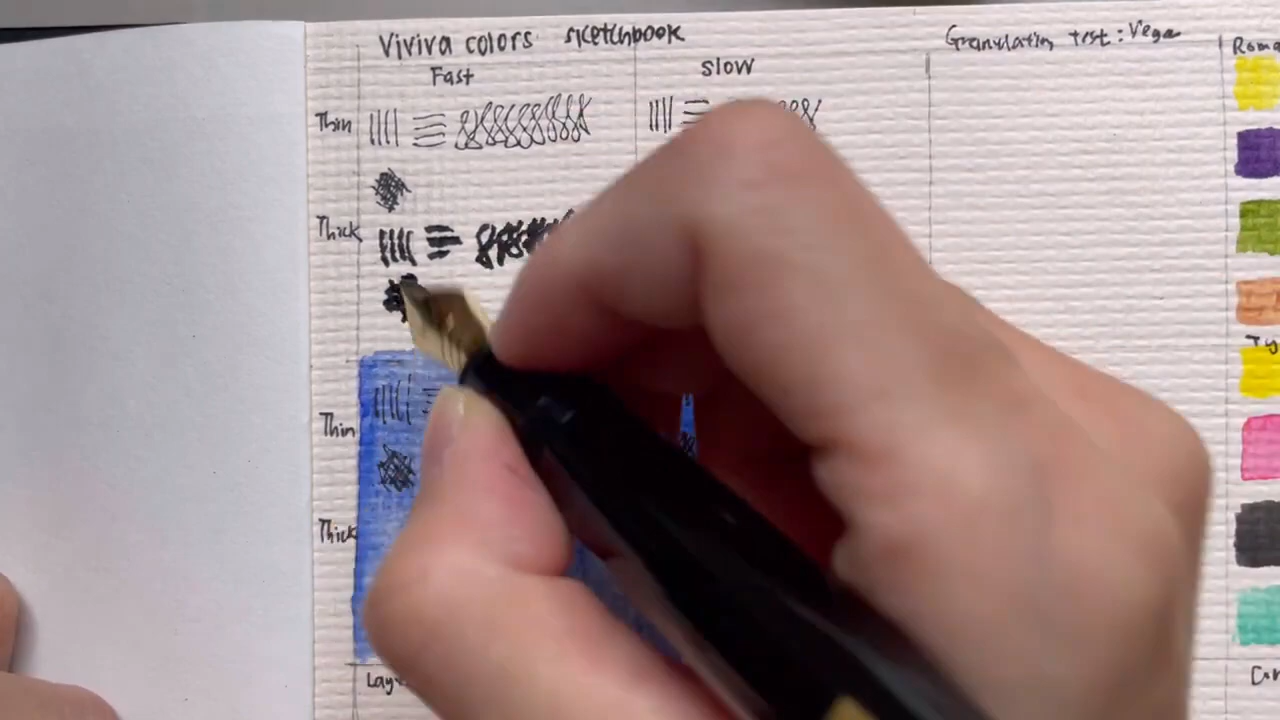 Viviva colors sketchbook
Fast
slow
Thin
Thick
Thin
Thick
Granulation test: Vega